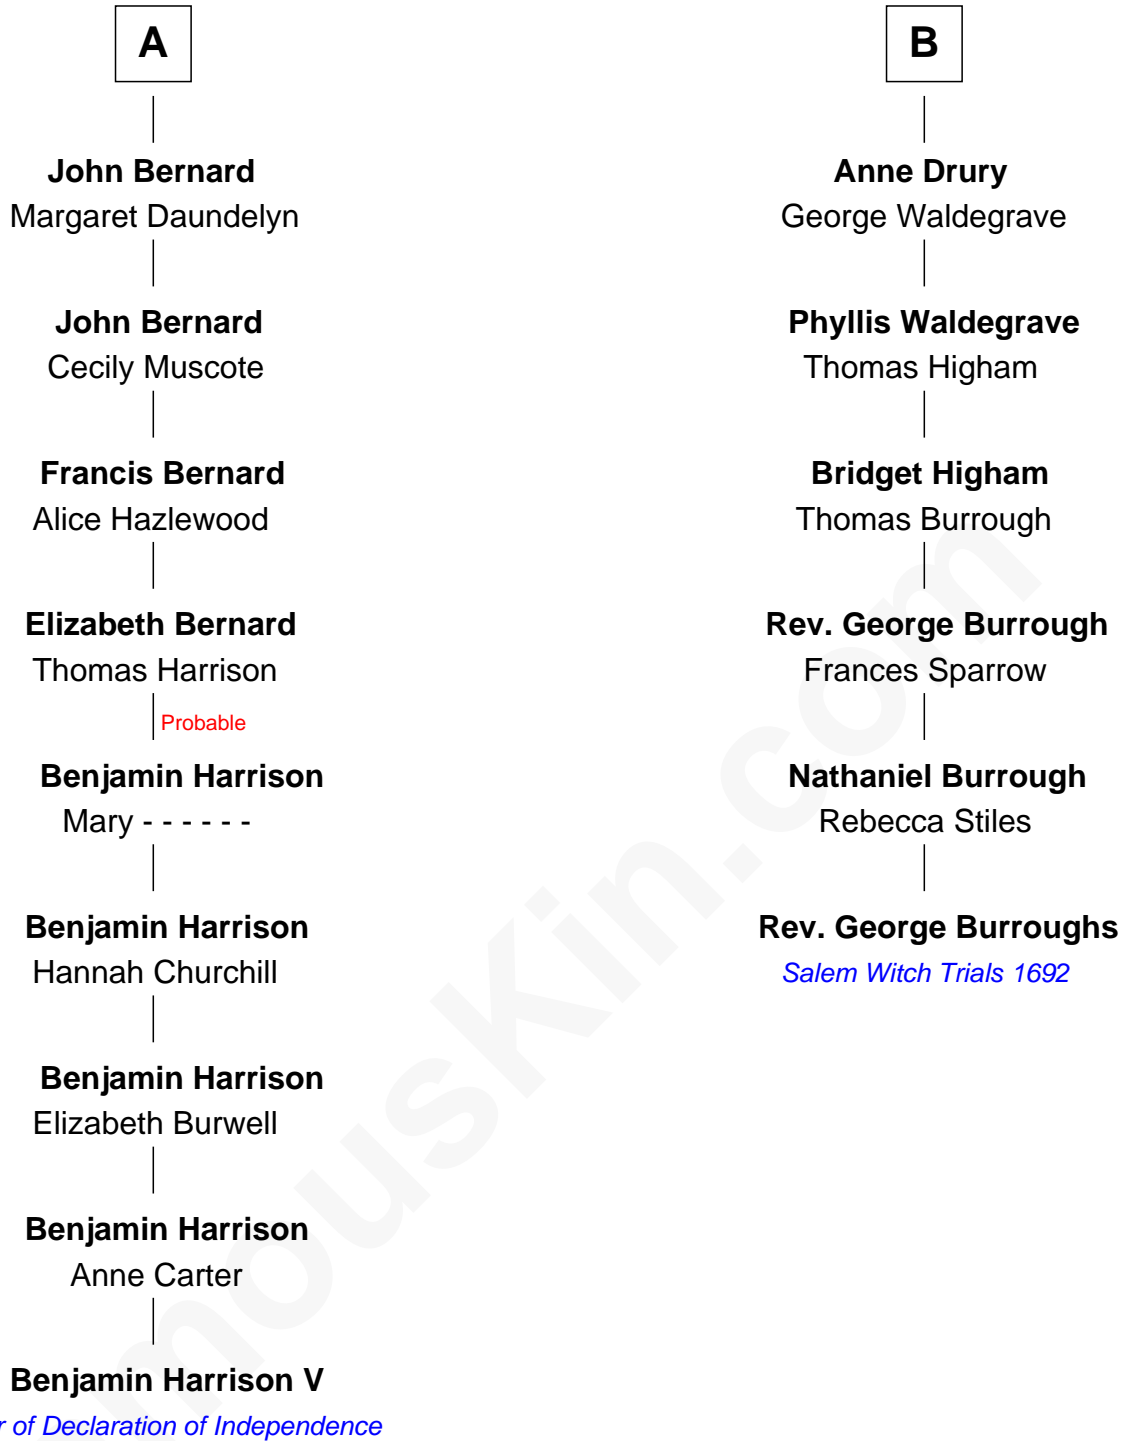 A
John Bernard
Margaret Daundelyn
John Bernard
Cecily Muscote
Francis Bernard
Alice Hazlewood
Elizabeth Bernard
Thomas Harrison
Probable
Benjamin Harrison
Mary - - - - - -
Benjamin Harrison
Hannah Churchill
Benjamin Harrison
Elizabeth Burwell
Benjamin Harrison
Anne Carter
Benjamin Harrison V
r of Declaration of Independence
B
Anne Drury
George Waldegrave
Phyllis Waldegrave
Thomas Higham
Bridget Higham
Thomas Burrough
Rev. George Burrough
Frances Sparrow
Nathaniel Burrough
Rebecca Stiles
Rev. George Burroughs
Salem Witch Trials 1692
mouskin.com